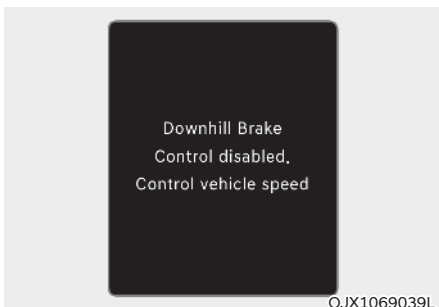 Downhill Brake
Control disabled.
Control vehicle speed
OJX1069039L